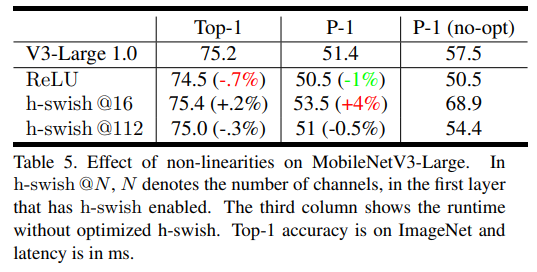 Top-1 P-1 P-1 (no-opt)
V3-Large 1.0 75.2 51.4 57.5
ReLU 74.5 (-.7%) 50.5 (-1%) 50.5
h-swish @16 75.4 (+.2%) 53.5 (+4%) 68.9
h-swish @112 75.0 (-.3%) 51 (-0.5%) 54.4
Table 5. Effect of non-linearities on MobileNetV3-Large. In
h-swish @N, N denotes the number of channels, in the first layer
that has h-swish enabled. The third column shows the runtime
without optimized h-swish. Top-1 accuracy is on ImageNet and
latency is in ms.